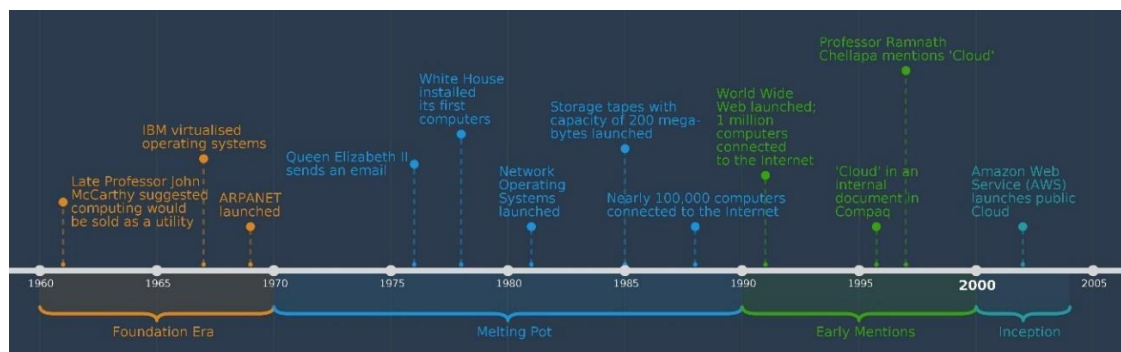 Late Professor John
McCarthy suggested
computing would
be sold as a utility
IBM virtualised
operating systems
ARPANET
launched
Queen Elizabeth II
sends an email
White House
installed
its first
computers
Network
Operating
Systems
launched
Storage tapes with
capacity of 200 mega-
bytes launched
Nearly 100,000 computers
connected to the Internet
World Wide
Web launched;
1 million
computers
connected
to the Internet
'Cloud' in an
Internal
document in
Compaq
Professor Ramnath
Chellapa mentions 'Cloud'
Amazon Web
Service (AWS)
launches public
Cloud
1960
1965
1970
1975
1980
1985
1990
1995
2000
2005
Foundation Era
Melting Pot
Early Mentions
Inception